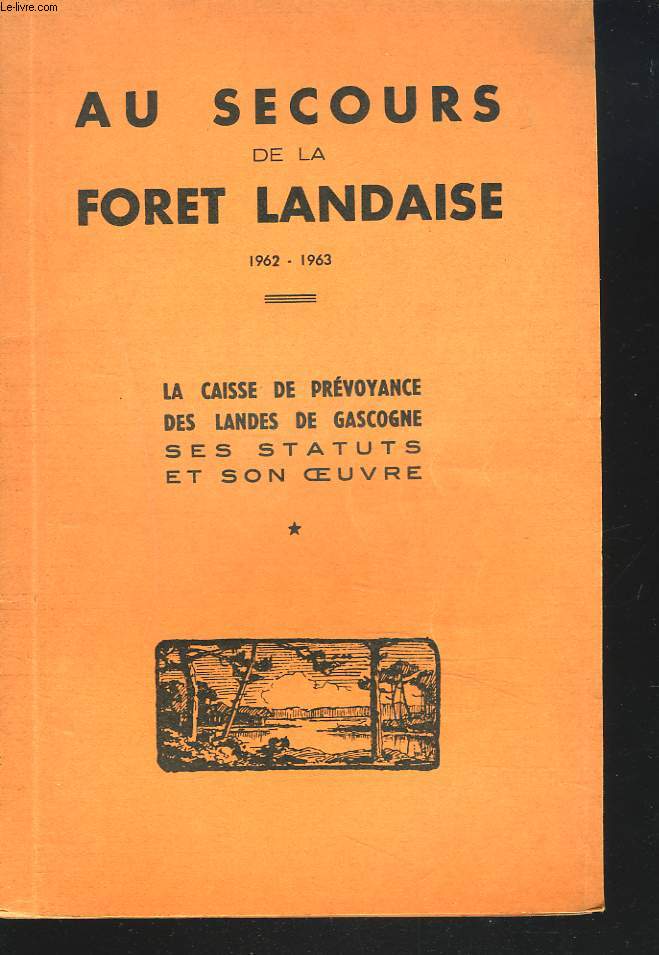 Le-livre.com
AU SECOURS
DE LA
FORET LANDAISE
1962 - 1963
LA CAISSE DE PRÉVOYANCE
DES LANDES DE GASCOGNE
SES STATUTS
ET SON ŒUVRE